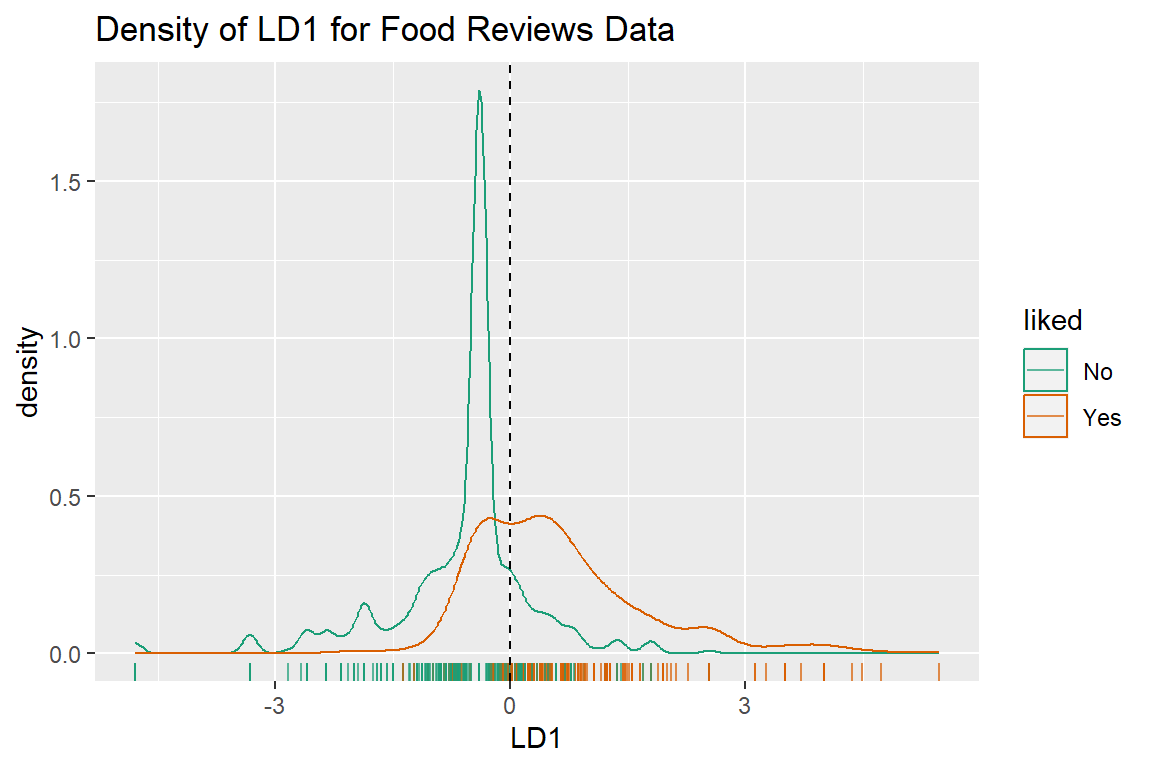 Density of LD1 for Food Reviews Data
density
1.5
1.0
0.5
0.0
-3
0
3
LD1
liked
No
Yes